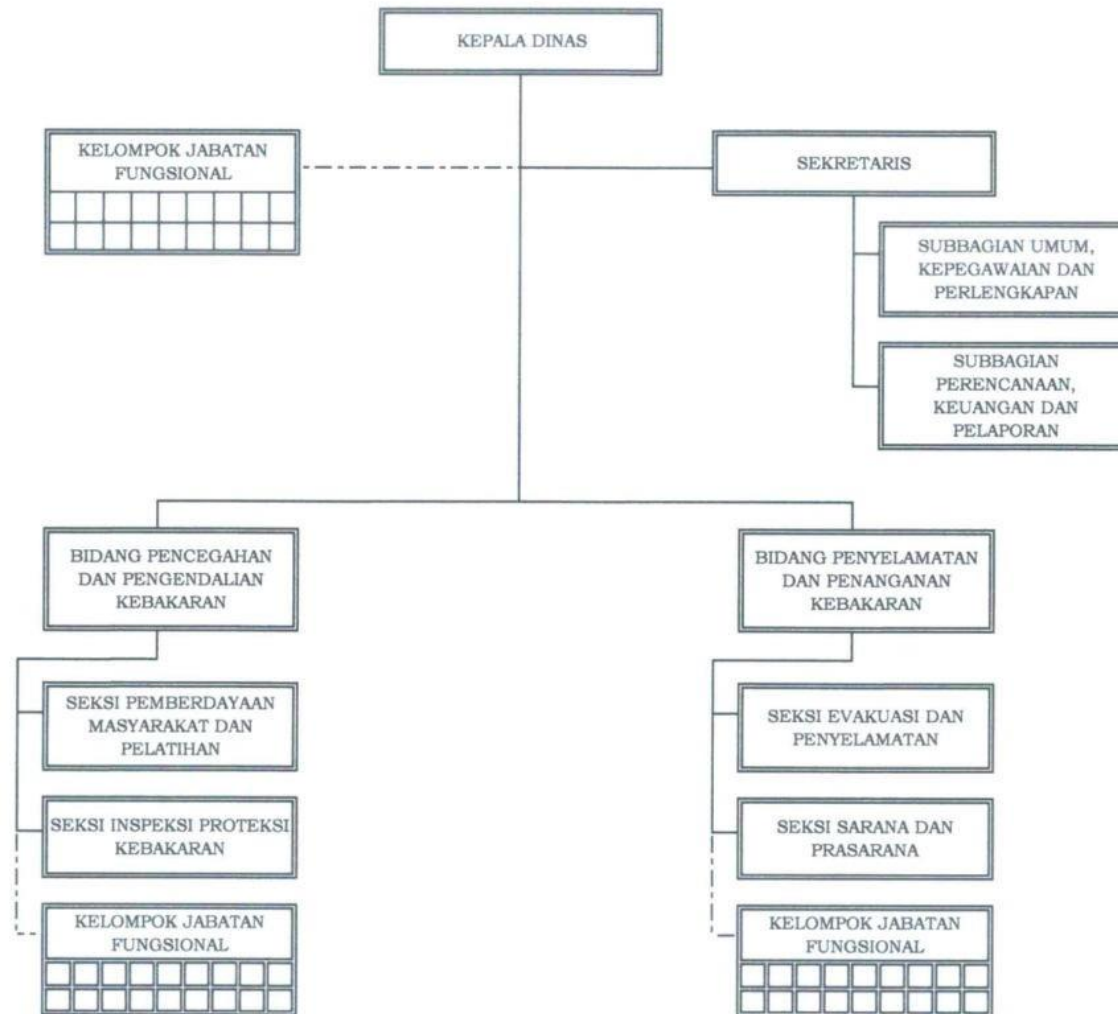 KEPALA DINAS
KELOMPOK JABATAN
FUNGSIONAL
SEKRETARIS
SUBBAGIAN UMUM,
KEPEGAWAIAN DAN
PERLENGKAPAN
SUBBAGIAN
PERENCANAAN,
KEUANGAN DAN
PELAPORAN
BIDANG PENCEGAHAN
DAN PENGENDALIAN
KEBAKARAN
SEKSI PEMBERDAYAAN
MASYARAKAT DAN
PELATIHAN
SEKSI INSPEKSI PROTEKSI
KEBAKARAN
KELOMPOK JABATAN
FUNGSIONAL
BIDANG PENYELAMATAN
DAN PENANGANAN
KEBAKARAN
SEKSI EVAKUASI DAN
PENYELAMATAN
SEKSI SARANA DAN
PRASARANA
KELOMPOK JABATAN
FUNGSIONAL